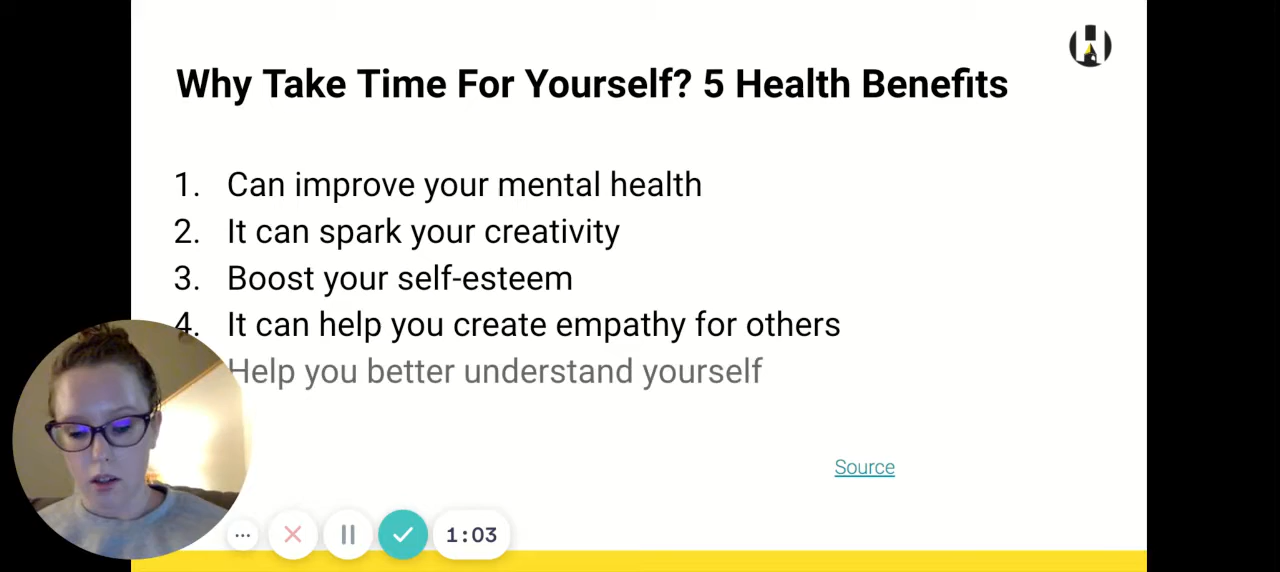 Why Take Time For Yourself? 5 Health Benefits
1. Can improve your mental health
2. It can spark your creativity
3. Boost your self-esteem
4. It can help you create empathy for others
Help you better understand yourself
Source
1:03